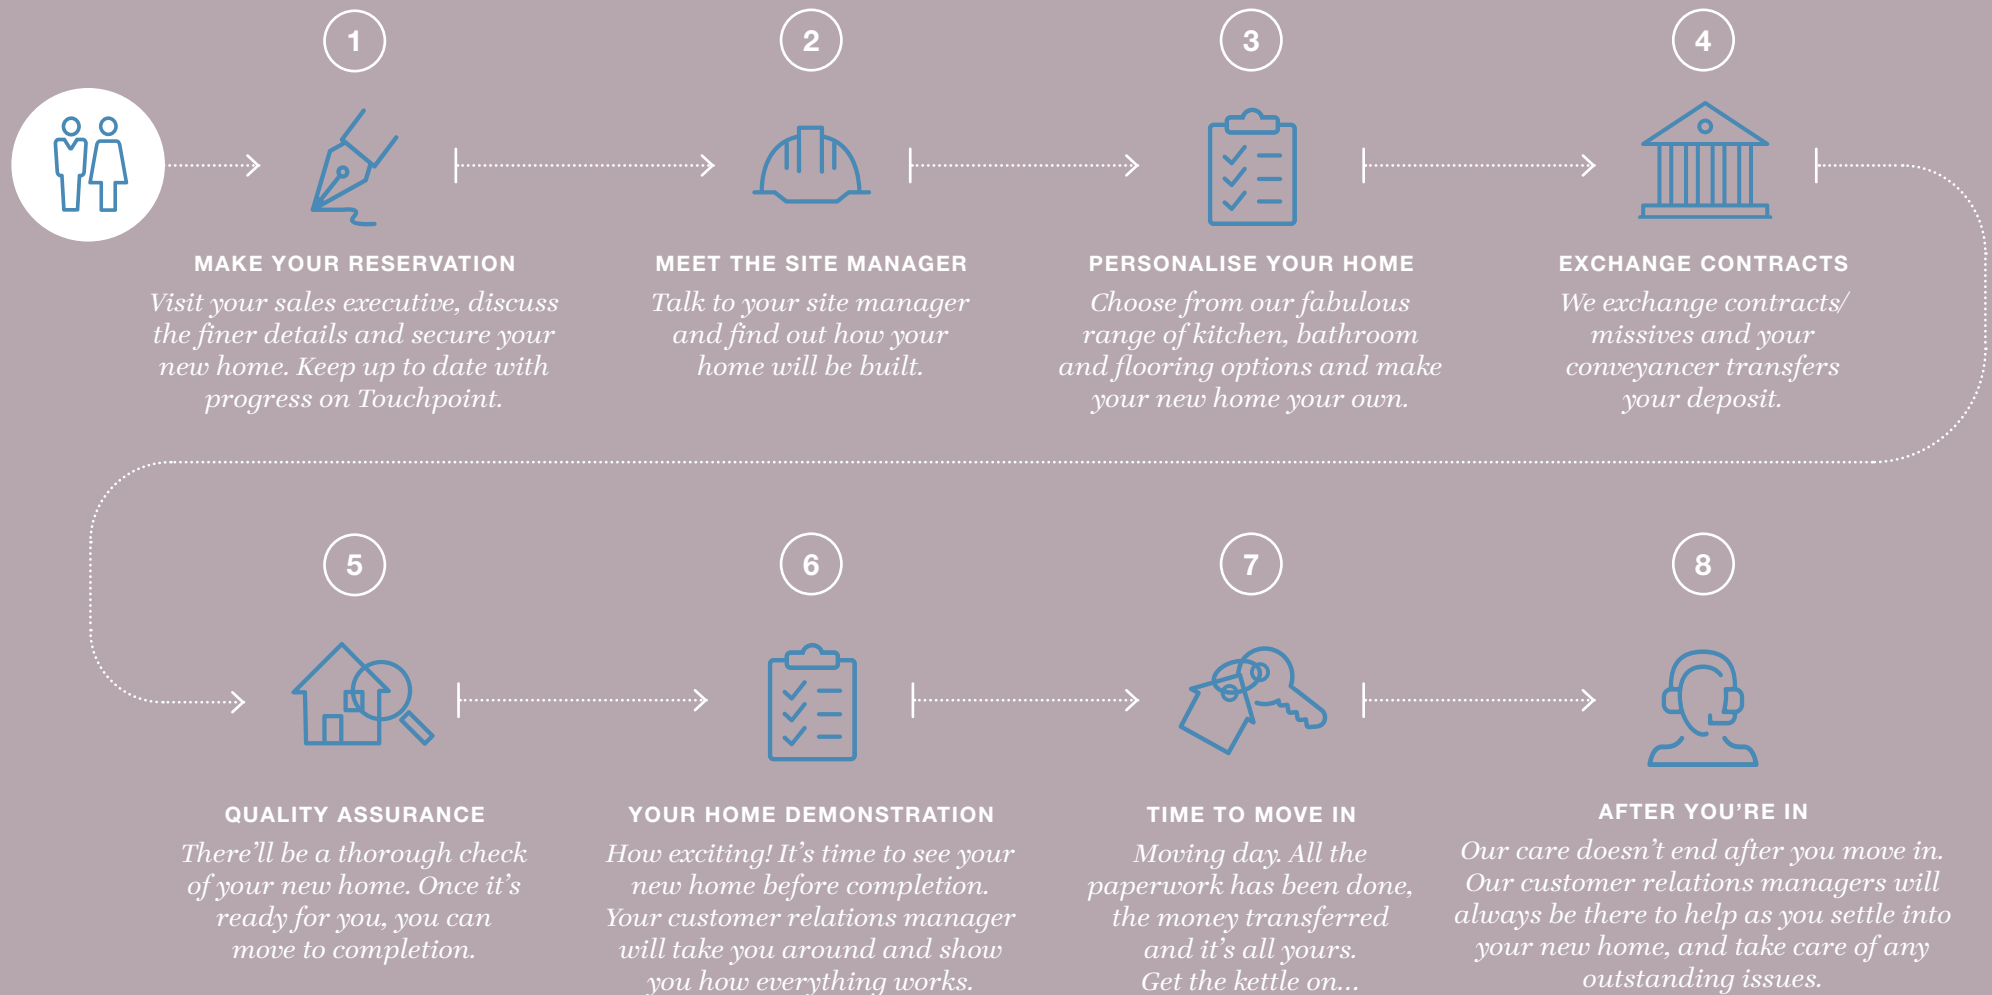 1
MAKE YOUR RESERVATION
Visit your sales executive, discuss
the finer details and secure your
new home. Keep up to date with
progress on Touchpoint.
2
MEET THE SITE MANAGER
Talk to your site manager
and find out how your
home will be built.
3
PERSONALISE YOUR HOME
Choose from our fabulous
range of kitchen, bathroom
and flooring options and make
your new home your own.
4
EXCHANGE CONTRACTS
We exchange contracts/
missives and your
conveyancer transfers
your deposit.
5
QUALITY ASSURANCE
There’ll be a thorough check
of your new home. Once it’s
ready for you, you can
move to completion.
6
YOUR HOME DEMONSTRATION
How exciting! It’s time to see your
new home before completion.
Your customer relations manager
will take you around and show
you how everything works.
7
TIME TO MOVE IN
Moving day. All the
paperwork has been done,
the money transferred
and it’s all yours.
Get the kettle on...
8
AFTER YOU’RE IN
Our care doesn’t end after you move in.
Our customer relations managers will
always be there to help as you settle into
your new home, and take care of any
outstanding issues.